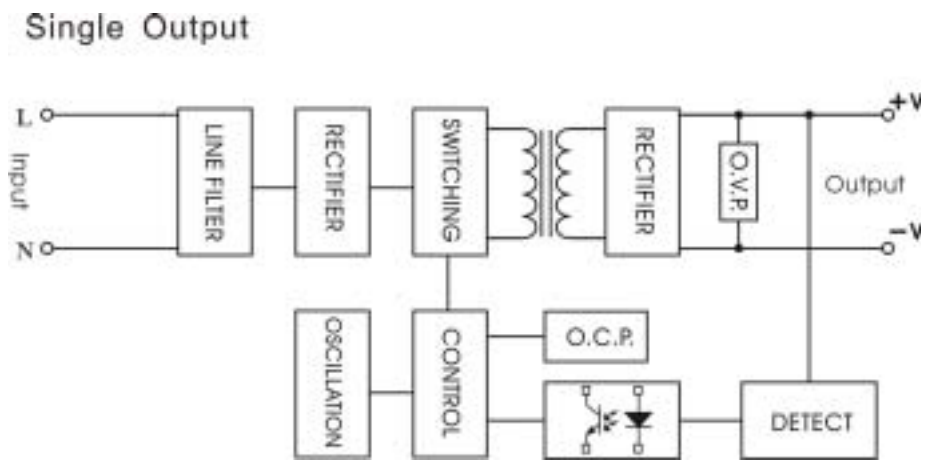 Single Output
L
Input
N
LINE FILTER
RECTIFIER
SWITCHING
RECTIFIER
O.V.P.
+V
Output
-V
OSCILLATION
CONTROL
O.C.P.
DETECT